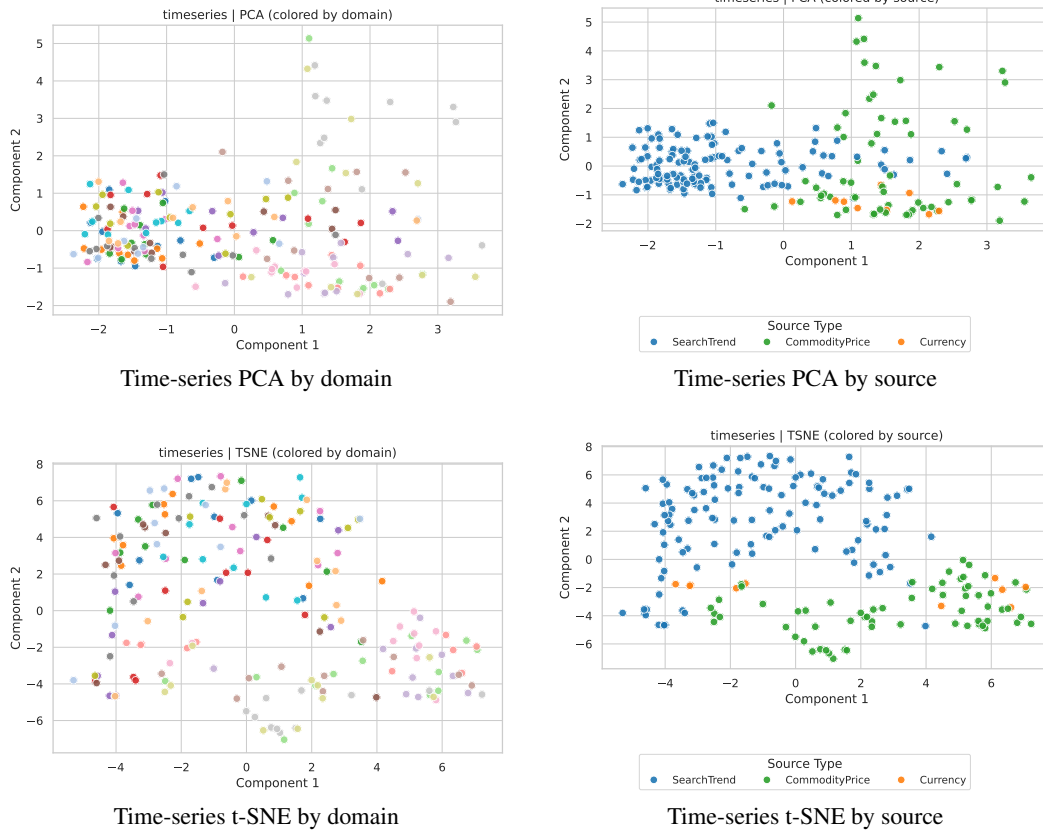 timeseries | PCA (colored by domain)
5
4
3
2
1
0
−1
−2
Component 2
−2 −1 0 1 2 3
Component 1
Time-series PCA by domain
timeseries | PCA (colored by source)
5
4
3
2
1
0
−1
−2
Component 2
−2 −1 0 1 2 3
Component 1
Source Type
SearchTrend CommodityPrice Currency
Time-series PCA by source
timeseries | TSNE (colored by domain)
8
6
4
2
0
−2
−4
−6
Component 2
−4 −2 0 2 4 6
Component 1
Time-series t-SNE by domain
timeseries | TSNE (colored by source)
8
6
4
2
0
−2
−4
−6
Component 2
−4 −2 0 2 4 6
Component 1
Source Type
SearchTrend CommodityPrice Currency
Time-series t-SNE by source